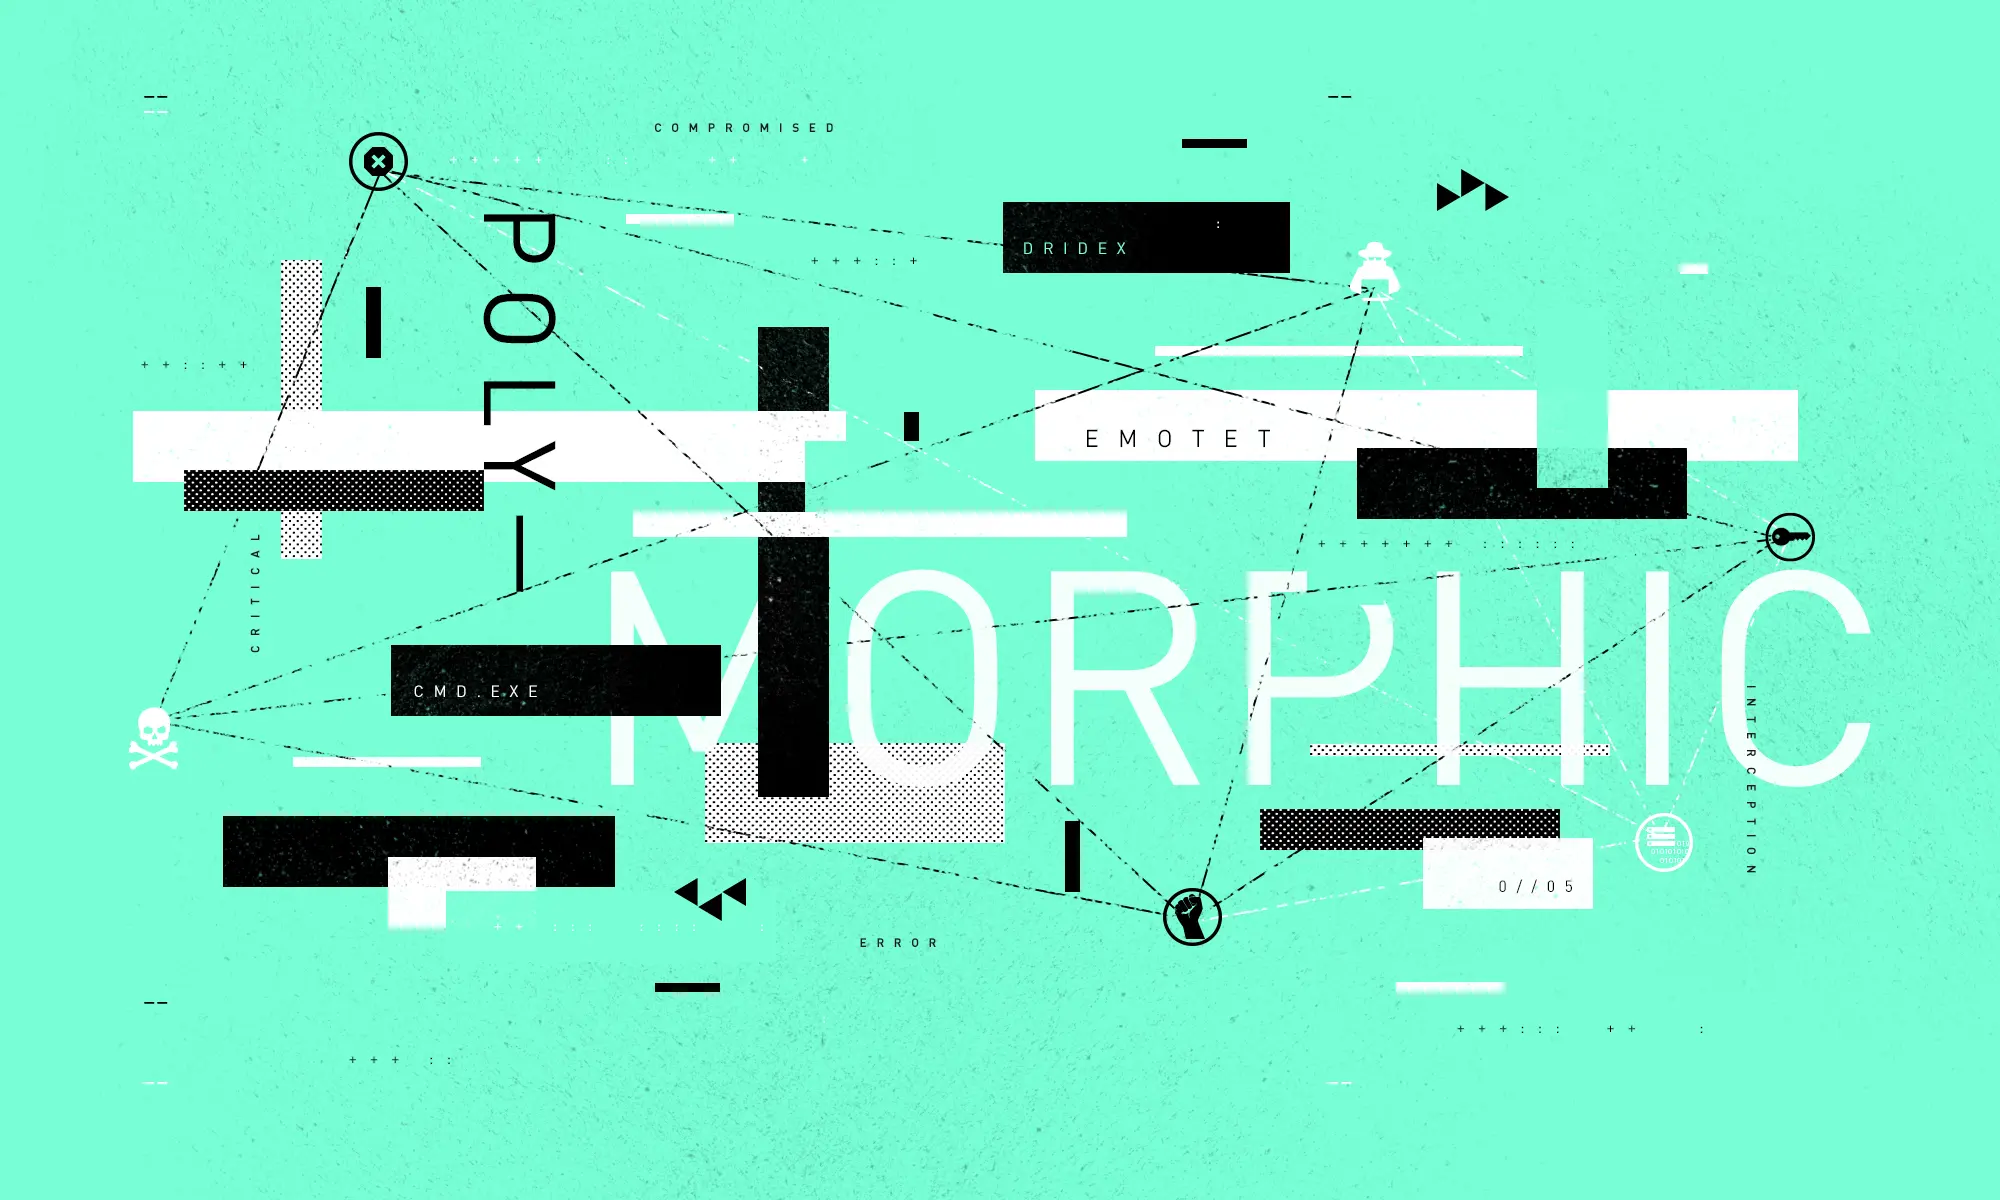 COMPROMISED
DRIDEX
POLY—
EMOTET
CRITICAL
MORPHIC
CMD.EXE
INTERCEPTION
0//05
ERROR